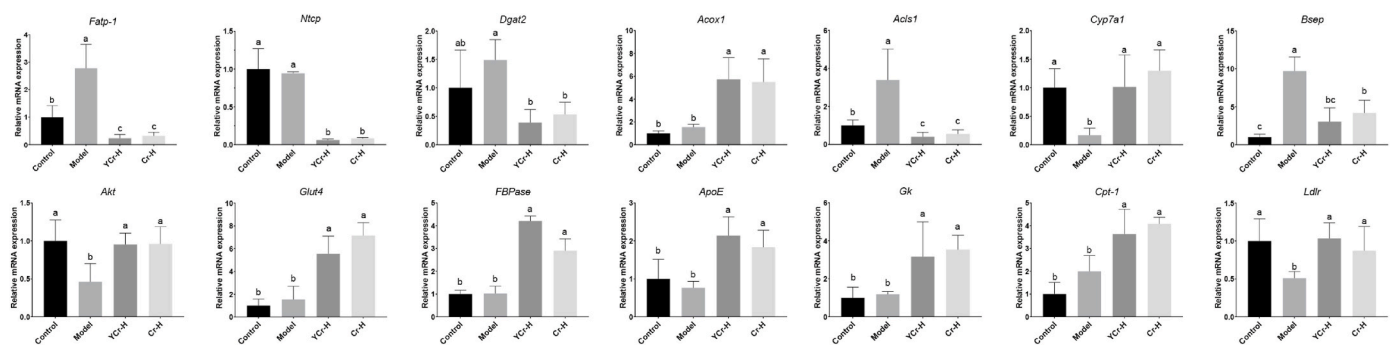 Fatp-1
Relative mRNA expression
4
3
2
1
0
b
a
c
c
Control
Model
YCr-H
Cr-H
Ntcp
Relative mRNA expression
1.5
1.0
0.5
0.0
a
a
b
b
Control
Model
YCr-H
Cr-H
Dgat2
Relative mRNA expression
2.0
1.5
1.0
0.5
0.0
ab
a
b
b
Control
Model
YCr-H
Cr-H
Acox1
Relative mRNA expression
10
8
6
4
2
0
b
b
a
a
Control
Model
YCr-H
Cr-H
Acls1
Relative mRNA expression
6
4
2
0
b
a
c
c
Control
Model
YCr-H
Cr-H
Cyp7a1
Relative mRNA expression
2.0
1.5
1.0
0.5
0.0
a
b
a
a
Control
Model
YCr-H
Cr-H
Bsep
Relative mRNA expression
15
10
5
0
c
a
bc
b
Control
Model
YCr-H
Cr-H
Akt
Relative mRNA expression
1.5
1.0
0.5
0.0
a
b
a
a
Control
Model
YCr-H
Cr-H
Glut4
Relative mRNA expression
10
8
6
4
2
0
b
b
a
a
Control
Model
YCr-H
Cr-H
FBPase
Relative mRNA expression
5
4
3
2
1
0
b
b
a
a
Control
Model
YCr-H
Cr-H
ApoE
Relative mRNA expression
3
2
1
0
b
b
a
a
Control
Model
YCr-H
Cr-H
Gk
Relative mRNA expression
6
4
2
0
b
b
a
a
Control
Model
YCr-H
Cr-H
Cpt-1
Relative mRNA expression
5
4
3
2
1
0
b
b
a
a
Control
Model
YCr-H
Cr-H
Ldlr
Relative mRNA expression
1.5
1.0
0.5
0.0
a
b
a
a
Control
Model
YCr-H
Cr-H